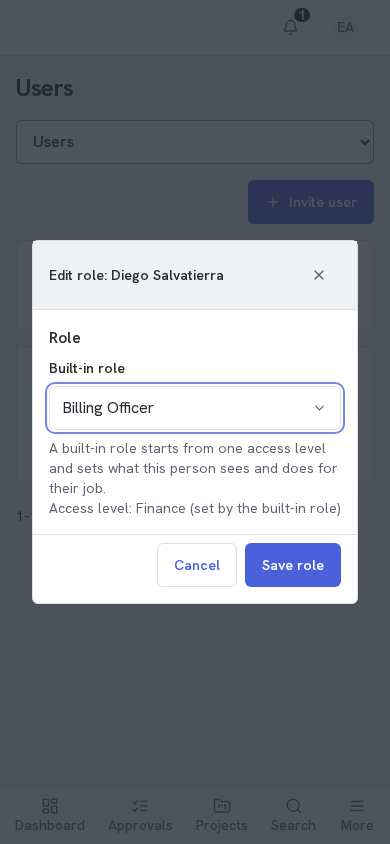 1
EA
Users
Users
Invite user
Edit role: Diego Salvatierra
Role
Built-in role
Billing Officer
A built-in role starts from one access level
and sets what this person sees and does for
their job.
Access level: Finance (set by the built-in role)
1–
Cancel
Save role
Dashboard
Approvals
Projects
Search
More